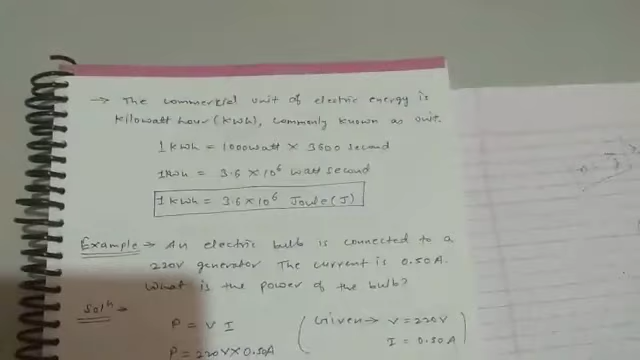 → The commercial unit of electric energy is
kilowatt hour (KWh), commonly known as unit.
1 kWh = 1000 watt × 3600 second
1kWh = 3.6 × 10⁶ watt second
1 kWh = 3.6 × 10⁶ Joule (J)
Example → An electric bulb is connected to a
220V generator. The current is 0.50A.
What is the power of the bulb?
Solⁿ →
P = V I ( Given → V = 220V
P = 220V × 0.50A I = 0.50A )